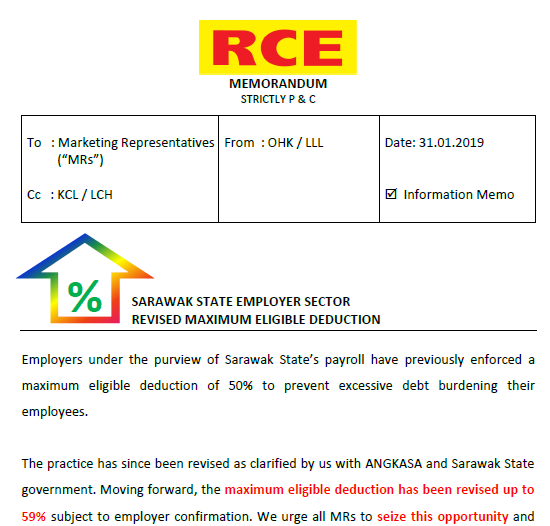 RCE
MEMORANDUM
STRICTLY P & C
To : Marketing Representatives
("MRs")
From : OHK / LLL
Date: 31.01.2019
Cc : KCL / LCH
☑ Information Memo
%
SARAWAK STATE EMPLOYER SECTOR
REVISED MAXIMUM ELIGIBLE DEDUCTION
Employers under the purview of Sarawak State's payroll have previously enforced a
maximum eligible deduction of 50% to prevent excessive debt burdening their
employees.
The practice has since been revised as clarified by us with ANGKASA and Sarawak State
government. Moving forward, the maximum eligible deduction has been revised up to
59% subject to employer confirmation. We urge all MRs to seize this opportunity and